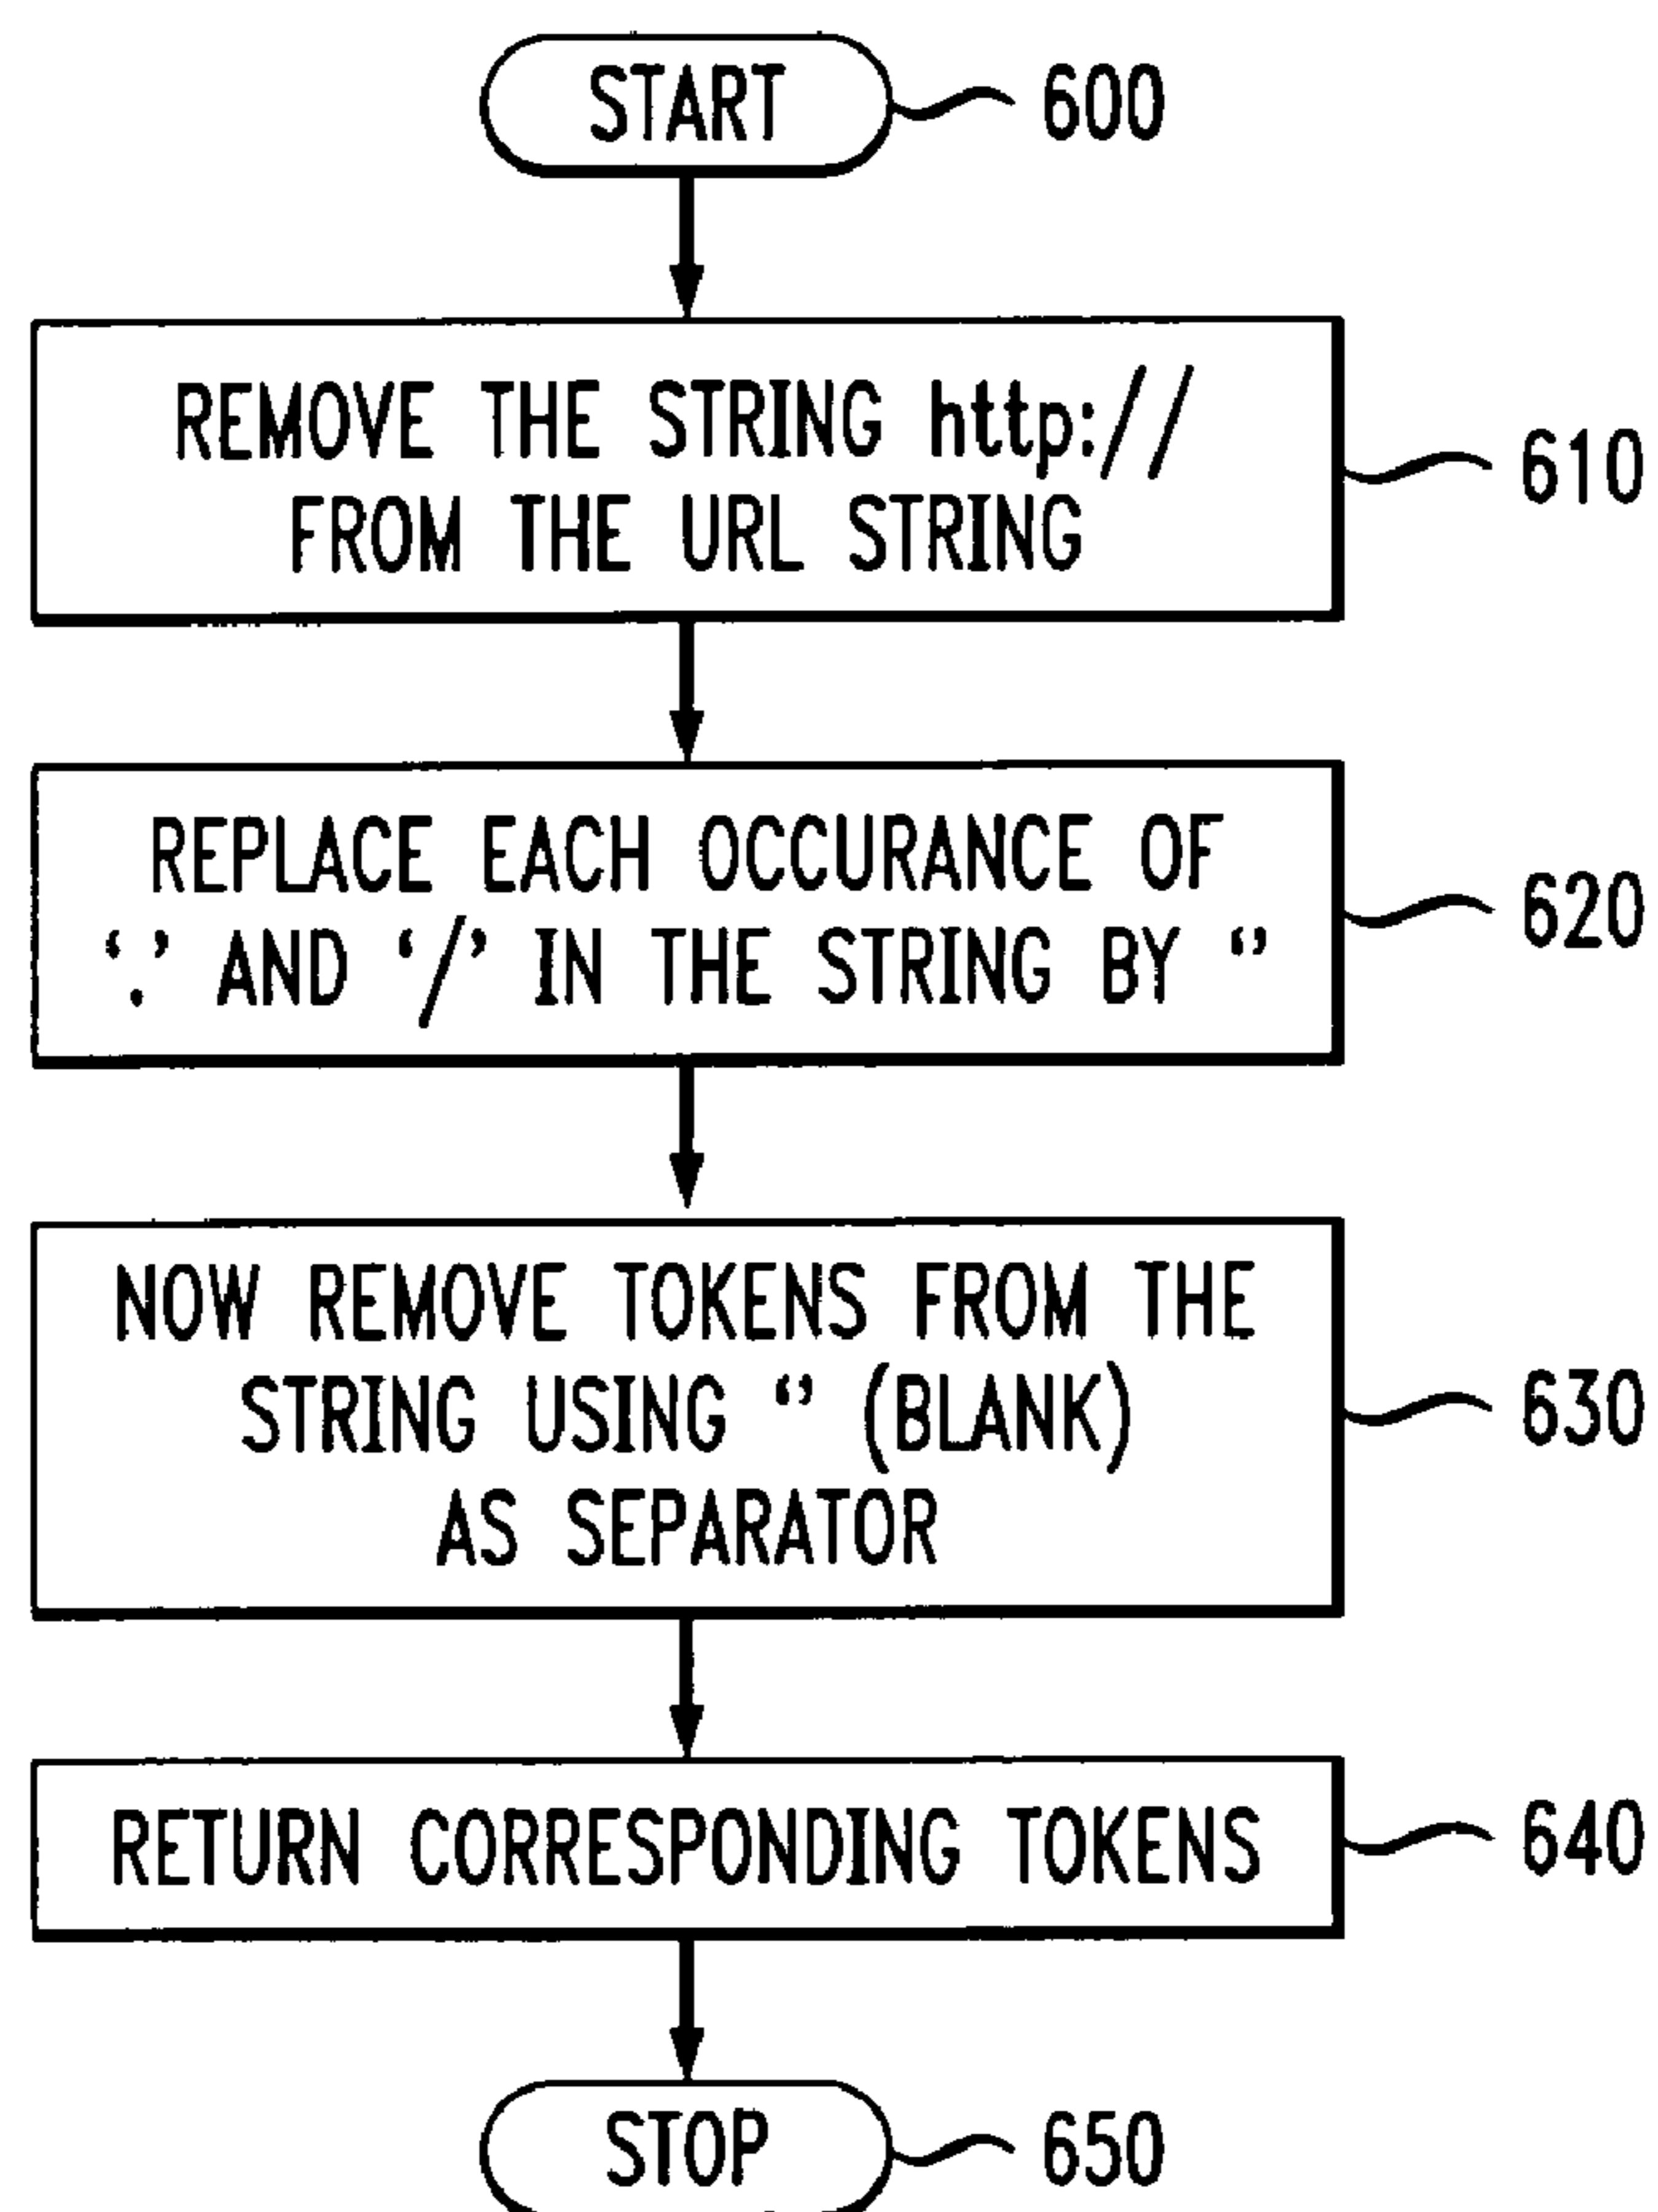 START
600
REMOVE THE STRING http://
FROM THE URL STRING
610
REPLACE EACH OCCURANCE OF
‘.’ AND ‘/’ IN THE STRING BY ‘’
620
NOW REMOVE TOKENS FROM THE
STRING USING ‘’ (BLANK)
AS SEPARATOR
630
RETURN CORRESPONDING TOKENS
640
STOP
650